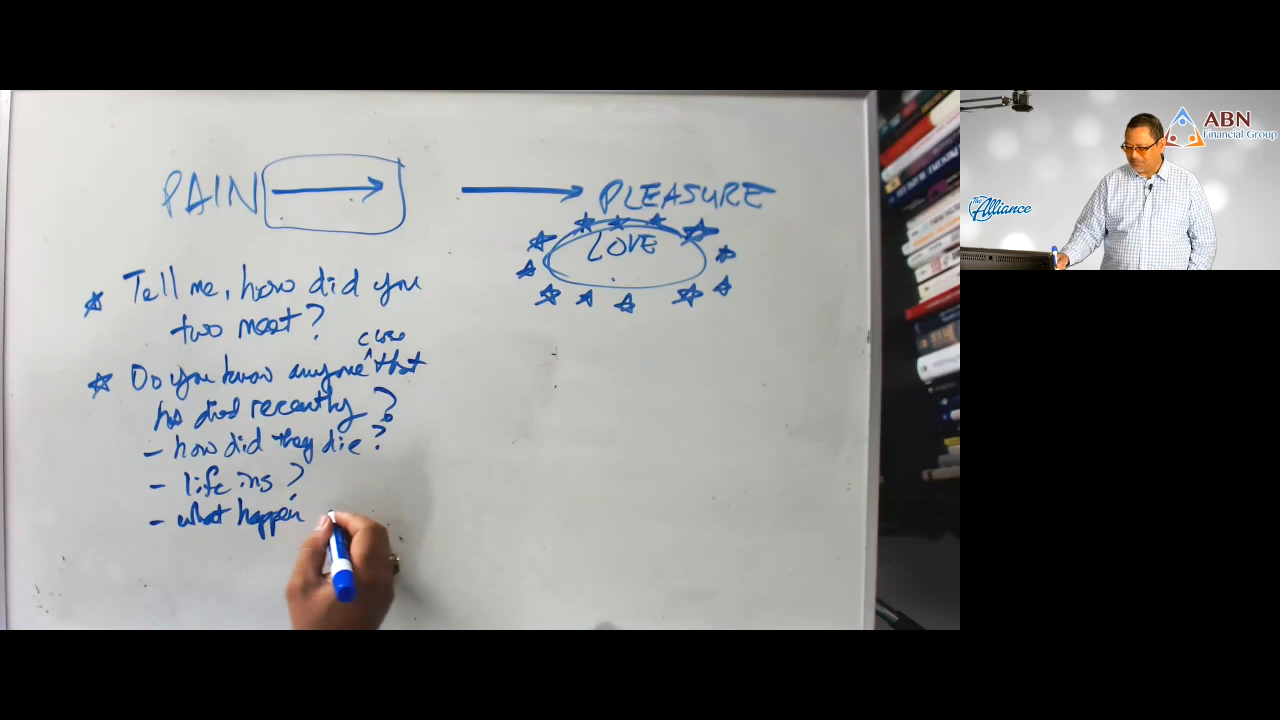 PAIN → → PLEASURE
LOVE
Tell me, how did you
two meet?
close
Do you know anyone ^ that
has died recently?
- how did they die?
- life ins?
- what happen
ABN
Financial Group
The
Alliance